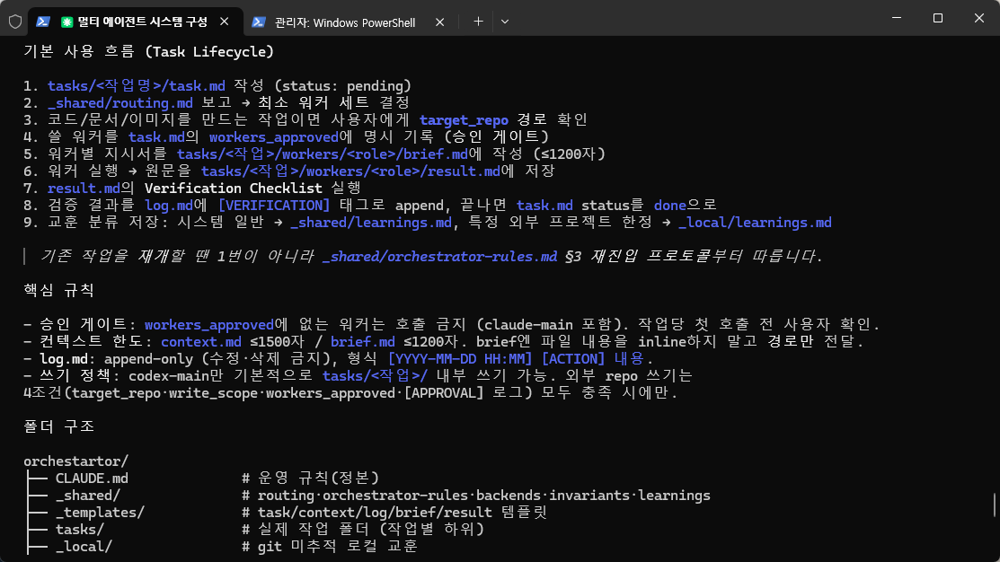 멀티 에이전트 시스템 구성
관리자: Windows PowerShell
기본 사용 흐름 (Task Lifecycle)
1. tasks/<작업명>/task.md 작성 (status: pending)
2. _shared/routing.md 보고 → 최소 워커 세트 결정
3. 코드/문서/이미지를 만드는 작업이면 사용자에게 target_repo 경로 확인
4. 쓸 워커를 task.md의 workers_approved에 명시 기록 (승인 게이트)
5. 워커별 지시서를 tasks/<작업>/workers/<role>/brief.md에 작성 (≤1200자)
6. 워커 실행 → 원문을 tasks/<작업>/workers/<role>/result.md에 저장
7. result.md의 Verification Checklist 실행
8. 검증 결과를 log.md에 [VERIFICATION] 태그로 append, 끝나면 task.md status를 done으로
9. 교훈 분류 저장: 시스템 일반 → _shared/learnings.md, 특정 외부 프로젝트 한정 → _local/learnings.md
│ 기존 작업을 재개할 땐 1번이 아니라 _shared/orchestrator-rules.md §3 재진입 프로토콜부터 따릅니다.
핵심 규칙
- 승인 게이트: workers_approved에 없는 워커는 호출 금지 (claude-main 포함). 작업당 첫 호출 전 사용자 확인.
- 컨텍스트 한도: context.md ≤1500자 / brief.md ≤1200자. brief엔 파일 내용을 inline하지 말고 경로만 전달.
- log.md: append-only (수정·삭제 금지), 형식 [YYYY-MM-DD HH:MM] [ACTION] 내용.
- 쓰기 정책: codex-main만 기본적으로 tasks/<작업>/ 내부 쓰기 가능. 외부 repo 쓰기는
4조건(target_repo·write_scope·workers_approved·[APPROVAL] 로그) 모두 충족 시에만.
폴더 구조
orchestartor/
├── CLAUDE.md # 운영 규칙(정본)
├── _shared/ # routing·orchestrator-rules·backends·invariants·learnings
├── _templates/ # task/context/log/brief/result 템플릿
├── tasks/ # 실제 작업 폴더 (작업별 하위)
├── _local/ # git 미추적 로컬 교훈